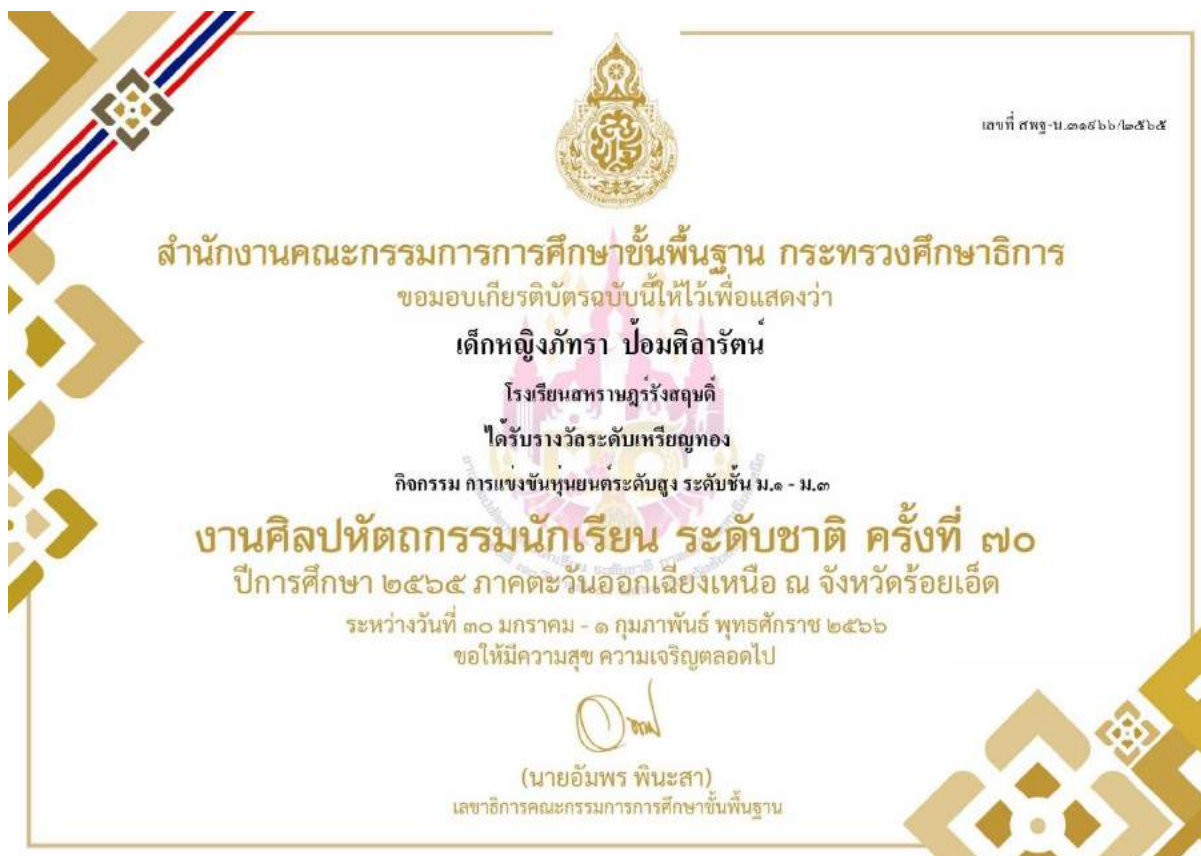 เลขที่ สพฐ-น.๓๑๙๖๖/๒๕๖๕
สำนักงานคณะกรรมการการศึกษาขั้นพื้นฐาน กระทรวงศึกษาธิการ
ขอมอบเกียรติบัตรฉบับนี้ให้ไว้เพื่อแสดงว่า
เด็กหญิงภัทรา ป้อมศิลารัตน์
โรงเรียนสหราษฎร์รังสฤษดิ์
ได้รับรางวัลระดับเหรียญทอง
กิจกรรม การแข่งขันหุ่นยนต์ระดับสูง ระดับชั้น ม.๑ - ม.๓
งานศิลปหัตถกรรมนักเรียน ระดับชาติ ครั้งที่ ๗๐
ปีการศึกษา ๒๕๖๕ ภาคตะวันออกเฉียงเหนือ ณ จังหวัดร้อยเอ็ด
ระหว่างวันที่ ๓๐ มกราคม - ๑ กุมภาพันธ์ พุทธศักราช ๒๕๖๖
ขอให้มีความสุข ความเจริญตลอดไป
(นายอัมพร พินะสา)
เลขาธิการคณะกรรมการการศึกษาขั้นพื้นฐาน